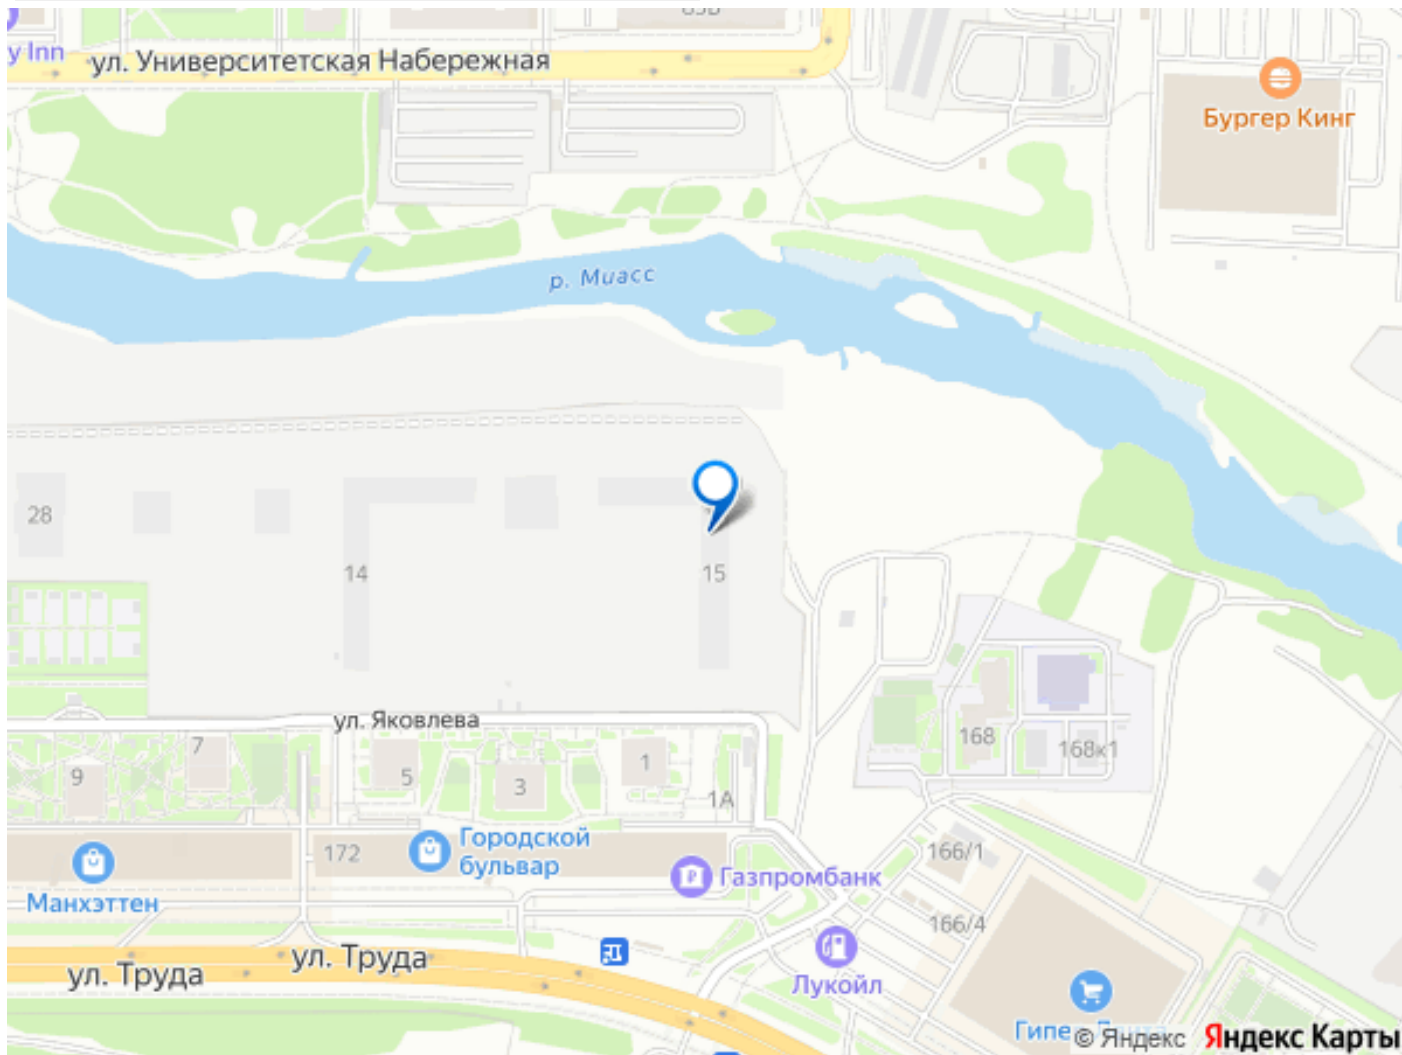 y Inn
ул. Университетская Набережная
Бургер Кинг
р. Миасс
28
14
15
ул. Яковлева
7
9
5
3
1
1А
168
168к1
172
Городской
бульвар
Манхэттен
Газпромбанк
166/1
166/4
Лукойл
ул. Труда
ул. Труда
Гипе
© Яндекс Яндекс Карты